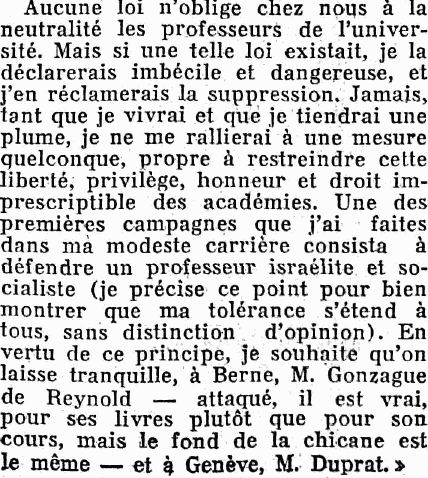 Aucune loi n'oblige chez nous à la
neutralité les professeurs de l'univer-
sité. Mais si une telle loi existait, je la
déclarerais imbécile et dangereuse, et
j'en réclamerais la suppression. Jamais,
tant que je vivrai et que je tiendrai une
plume, je ne me rallierai à une mesure
quelconque, propre à restreindre cette
liberté, privilège, honneur et droit im-
prescriptible des académies. Une des
premières campagnes que j'ai faites
dans ma modeste carrière consista à
défendre un professeur israélite et so-
cialiste (je précise ce point pour bien
montrer que ma tolérance s'étend à
tous, sans distinction d'opinion). En
vertu de ce principe, je souhaite qu'on
laisse tranquille, à Berne, M. Gonzague
de Reynold — attaqué, il est vrai,
pour ses livres plutôt que pour son
cours, mais le fond de la chicane est
le même — et à Genève, M. Duprat. »